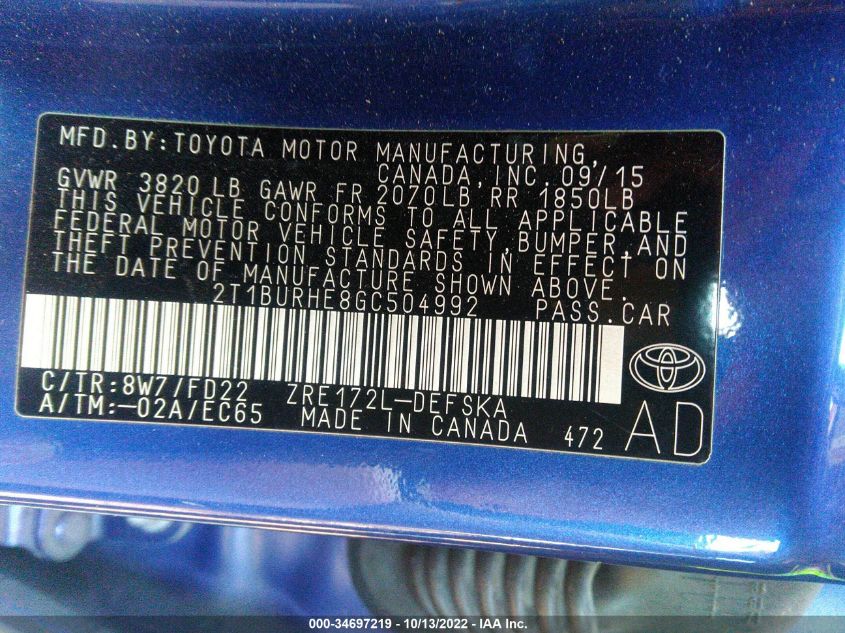 MFD.BY:TOYOTA MOTOR MANUFACTURING,
CANADA, INC. 09/15
GVWR 3820 LB GAWR FR 2070LB RR 1850LB
THIS VEHICLE CONFORMS TO ALL APPLICABLE
FEDERAL MOTOR VEHICLE SAFETY, BUMPER, AND
THEFT PREVENTION STANDARDS IN EFFECT ON
THE DATE OF MANUFACTURE SHOWN ABOVE.
2T1BURHE8GC504992 PASS.CAR
C/TR:8W7/FD22 ZRE172L-DEFSKA
A/TM:-02A/EC65 MADE IN CANADA 472 AD
000-34697219 - 10/13/2022 - IAA Inc.